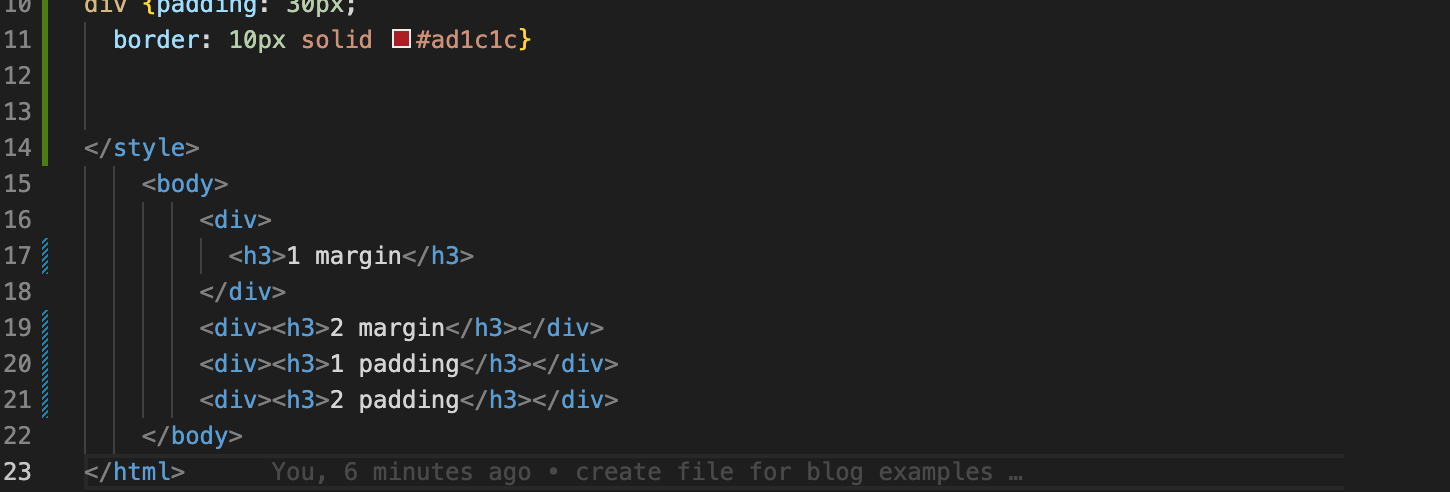 10 div {padding: 30px;
11 border: 10px solid #ad1c1c}
12
13
14 </style>
15 <body>
16 <div>
17 <h3>1 margin</h3>
18 </div>
19 <div><h3>2 margin</h3></div>
20 <div><h3>1 padding</h3></div>
21 <div><h3>2 padding</h3></div>
22 </body>
23 </html> You, 6 minutes ago • create file for blog examples …